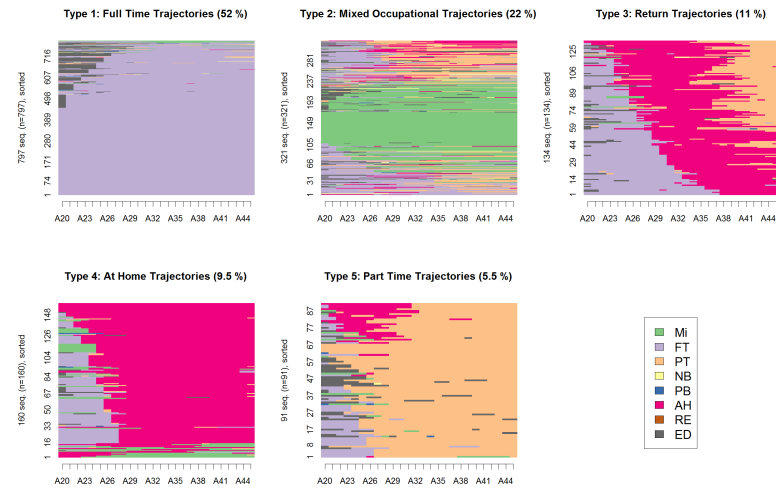 Type 1: Full Time Trajectories (52 %)
797 seq. (n=797), sorted
1 74 171 280 389 498 607 716
A20 A23 A26 A29 A32 A35 A38 A41 A44
Type 2: Mixed Occupational Trajectories (22 %)
321 seq. (n=321), sorted
1 31 66 105 149 193 237 281
A20 A23 A26 A29 A32 A35 A38 A41 A44
Type 3: Return Trajectories (11 %)
134 seq. (n=134), sorted
1 14 29 44 59 74 89 106 125
A20 A23 A26 A29 A32 A35 A38 A41 A44
Type 4: At Home Trajectories (9.5 %)
160 seq. (n=160), sorted
1 16 33 50 67 84 104 126 148
A20 A23 A26 A29 A32 A35 A38 A41 A44
Type 5: Part Time Trajectories (5.5 %)
91 seq. (n=91), sorted
1 8 17 27 37 47 57 67 77 87
A20 A23 A26 A29 A32 A35 A38 A41 A44
Mi
FT
PT
NB
PB
AH
RE
ED